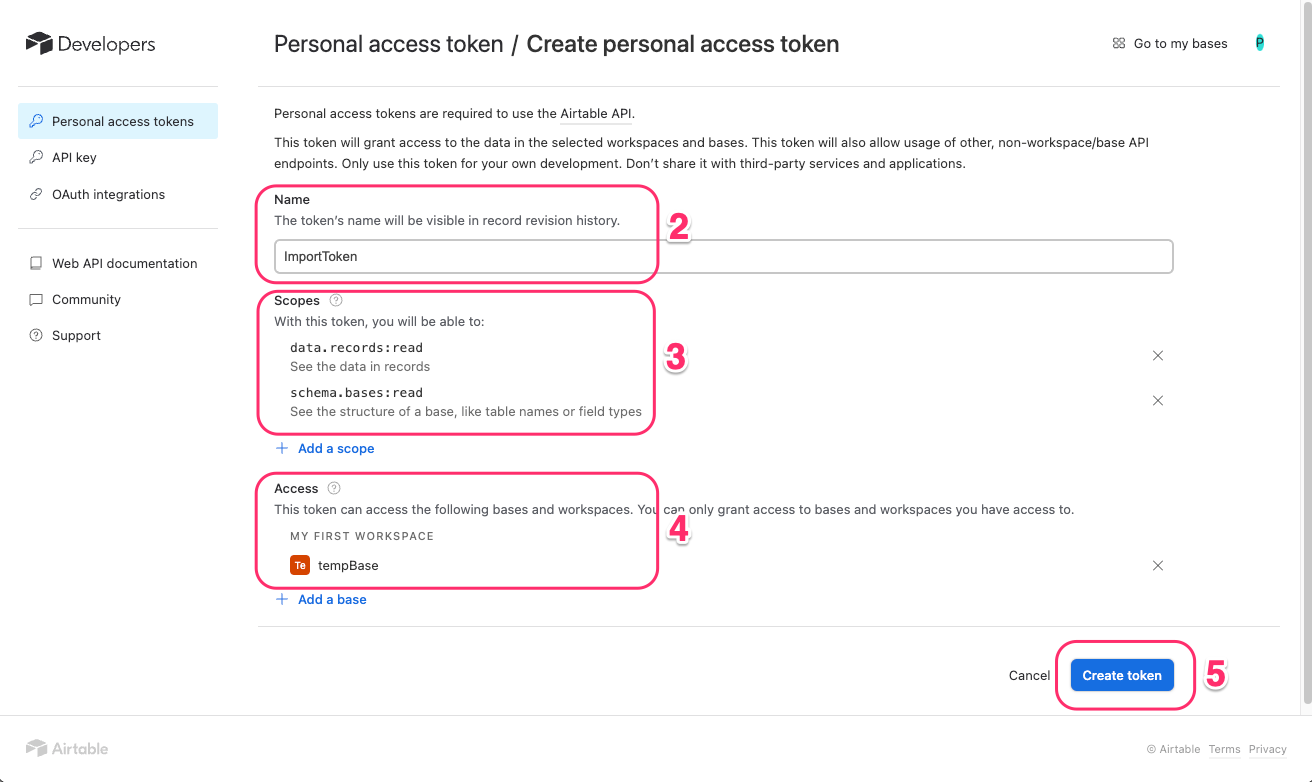 Developers
Personal access token / Create personal access token
Go to my bases
P
Personal access tokens
API key
OAuth integrations
Web API documentation
Community
Support
Personal access tokens are required to use the Airtable API.
This token will grant access to the data in the selected workspaces and bases. This token will also allow usage of other, non-workspace/base API
endpoints. Only use this token for your own development. Don’t share it with third-party services and applications.
Name
The token’s name will be visible in record revision history.
2
ImportToken
Scopes ?
With this token, you will be able to:
data.records:read
See the data in records
3
schema.bases:read
See the structure of a base, like table names or field types
+ Add a scope
Access ?
This token can access the following bases and workspaces. You can only grant access to bases and workspaces you have access to.
4
MY FIRST WORKSPACE
Te tempBase
+ Add a base
Cancel
Create token
5
Airtable
© Airtable Terms Privacy